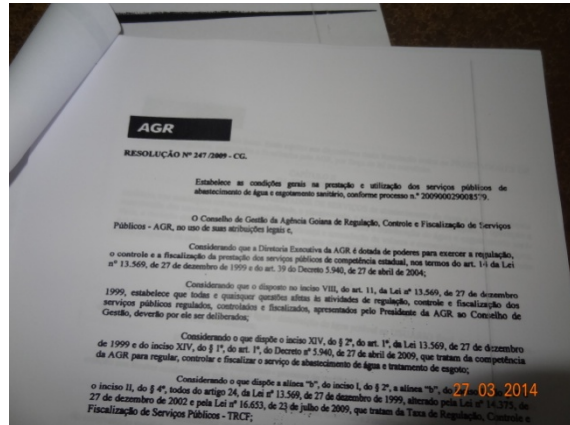 AGR
RESOLUÇÃO Nº 247 /2009 - CG.
Estabelece as condições gerais na prestação e utilização dos serviços públicos de
abastecimento de água e esgotamento sanitário, conforme processo n.º
O Conselho de Gestão da Agência Goiana de Regulação, Controle e Fiscalização de Serviços
Públicos - AGR, no uso de suas atribuições legais e,
Considerando que a Diretoria Executiva da AGR é dotada de poderes para exercer a regulação,
o controle e a fiscalização da prestação dos serviços públicos de competência estadual, nos termos do art. da Lei
nº 13.569, de 27 de dezembro de 1999 e do art. 39 do Decreto 5.940, de 27 de abril de 2004;
Considerando que o disposto no inciso VIII, do art. 11, da Lei nº 13.569, de 27 de dezembro
1999, estabelece que todas e quaisquer questões afetas às atividades de regulação, controle e fiscalização dos
serviços públicos regulados, controlados e fiscalizados, apresentados pelo Presidente da AGR ao Conselho de
Gestão, deverão por ele ser deliberados;
Considerando o que dispõe o inciso XIV, do § 2º, do art. 1º, da Lei 13.569, de 27 de dezembro
de 1999 e do inciso XIV, do § 1º, do art. 1º, do Decreto nº 5.940, de 27 de abril de 2009, que tratam da competência
da AGR para regular, controlar e fiscalizar o serviço de abastecimento de água e tratamento de esgoto;
Considerando o que dispõe a alínea "b", do inciso I, do § 2º, a alínea "b", do
o inciso II, do § 4º, todos do artigo 24, da Lei nº 13.569, de 27 de dezembro de 1999, alterado pela Lei nº 14.375, de
27 de dezembro de 2002 e pela Lei nº 16.653, de 23 de julho de 2009, que tratam da Taxa de Regulação, Controle e
Fiscalização de Serviços Públicos - TRCF;
27 03 2014